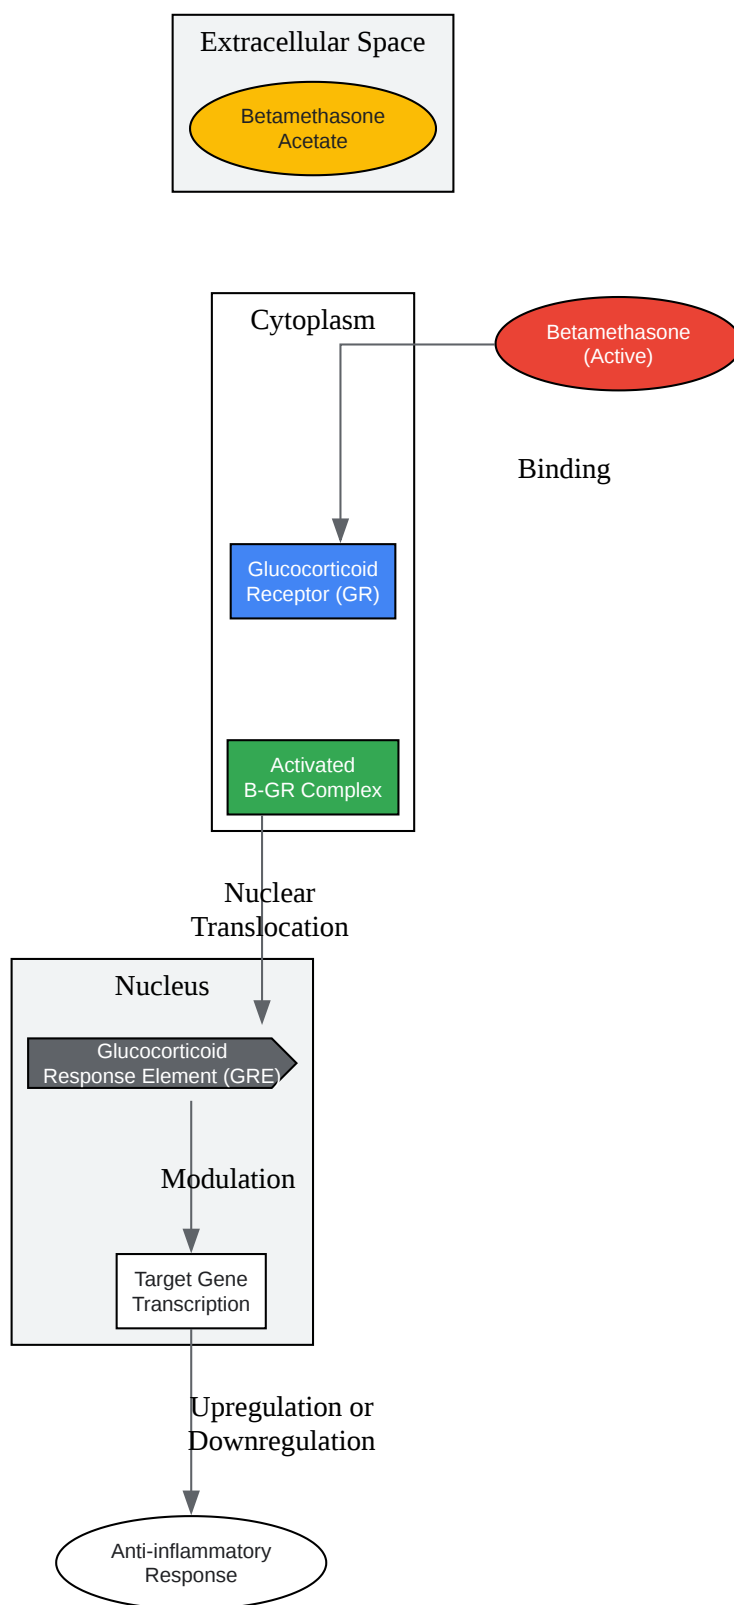 Extracellular Space
Betamethasone
Acetate
Cytoplasm
Betamethasone
(Active)
Binding
Glucocorticoid
Receptor (GR)
Activated
B-GR Complex
Nuclear
Translocation
Nucleus
Glucocorticoid
Response Element (GRE)
Modulation
Target Gene
Transcription
Upregulation or
Downregulation
Anti-inflammatory
Response